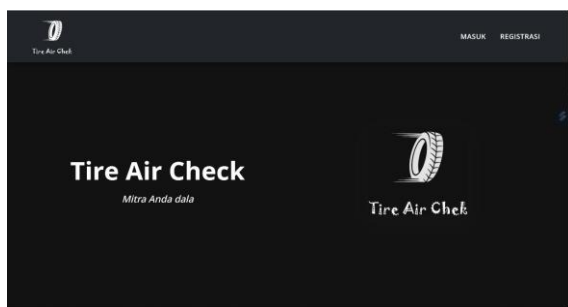 Tire Air Chek
MASUK REGISTRASI
Tire Air Check
Mitra Anda dala
Tire Air Chek